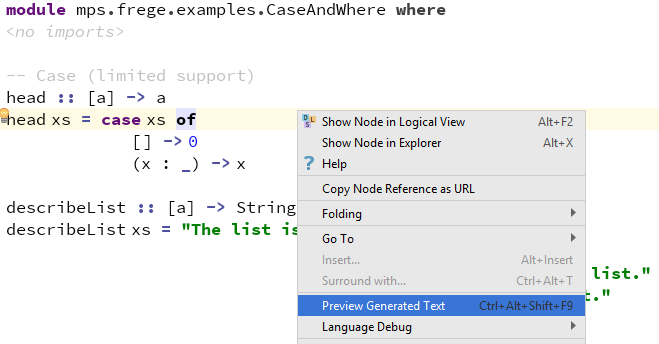 module mps.frege.examples.CaseAndWhere where
<no imports>
-- Case (limited support)
head :: [a] -> a
head xs = case xs of
[] -> 0
(x : _) -> x
describeList :: [a] -> String
describeList xs = "The list is
list."
."
Show Node in Logical View Alt+F2
Show Node in Explorer Alt+X
Help
Copy Node Reference as URL
Folding
Go To
Insert... Alt+Insert
Surround with... Ctrl+Alt+T
Preview Generated Text Ctrl+Alt+Shift+F9
Language Debug